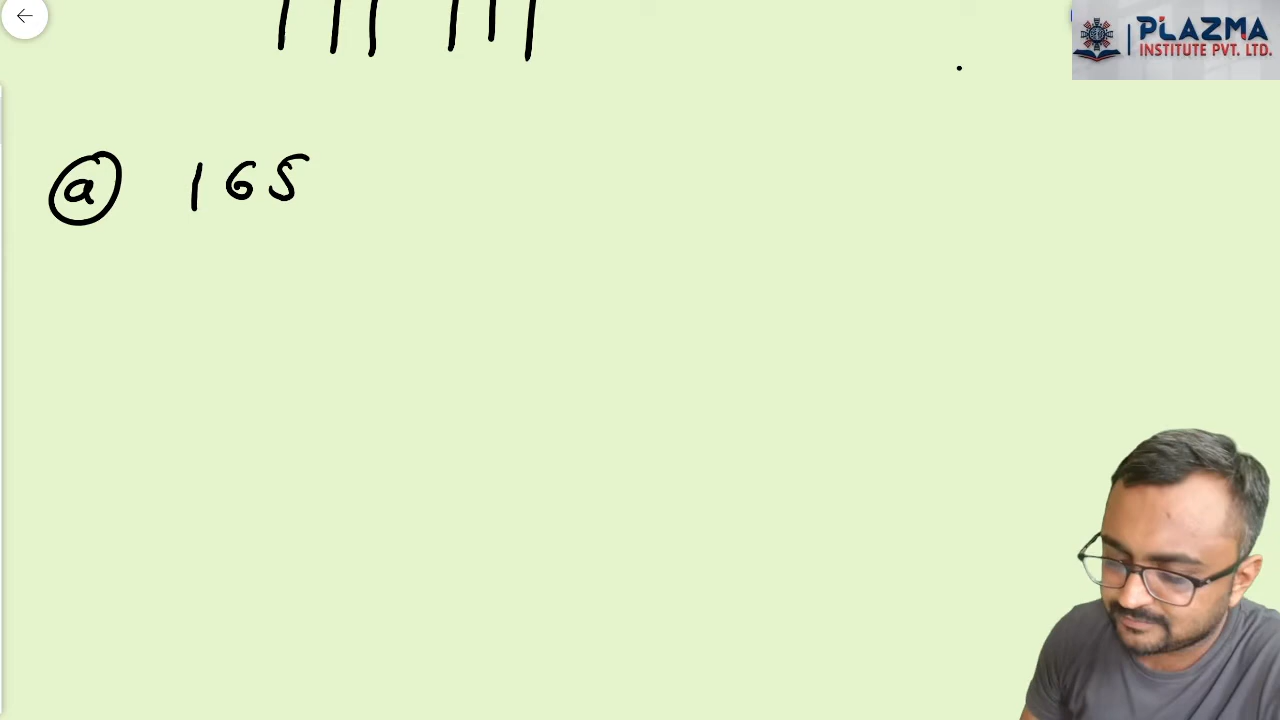 PLAZMA
INSTITUTE PVT. LTD.
ⓐ 165